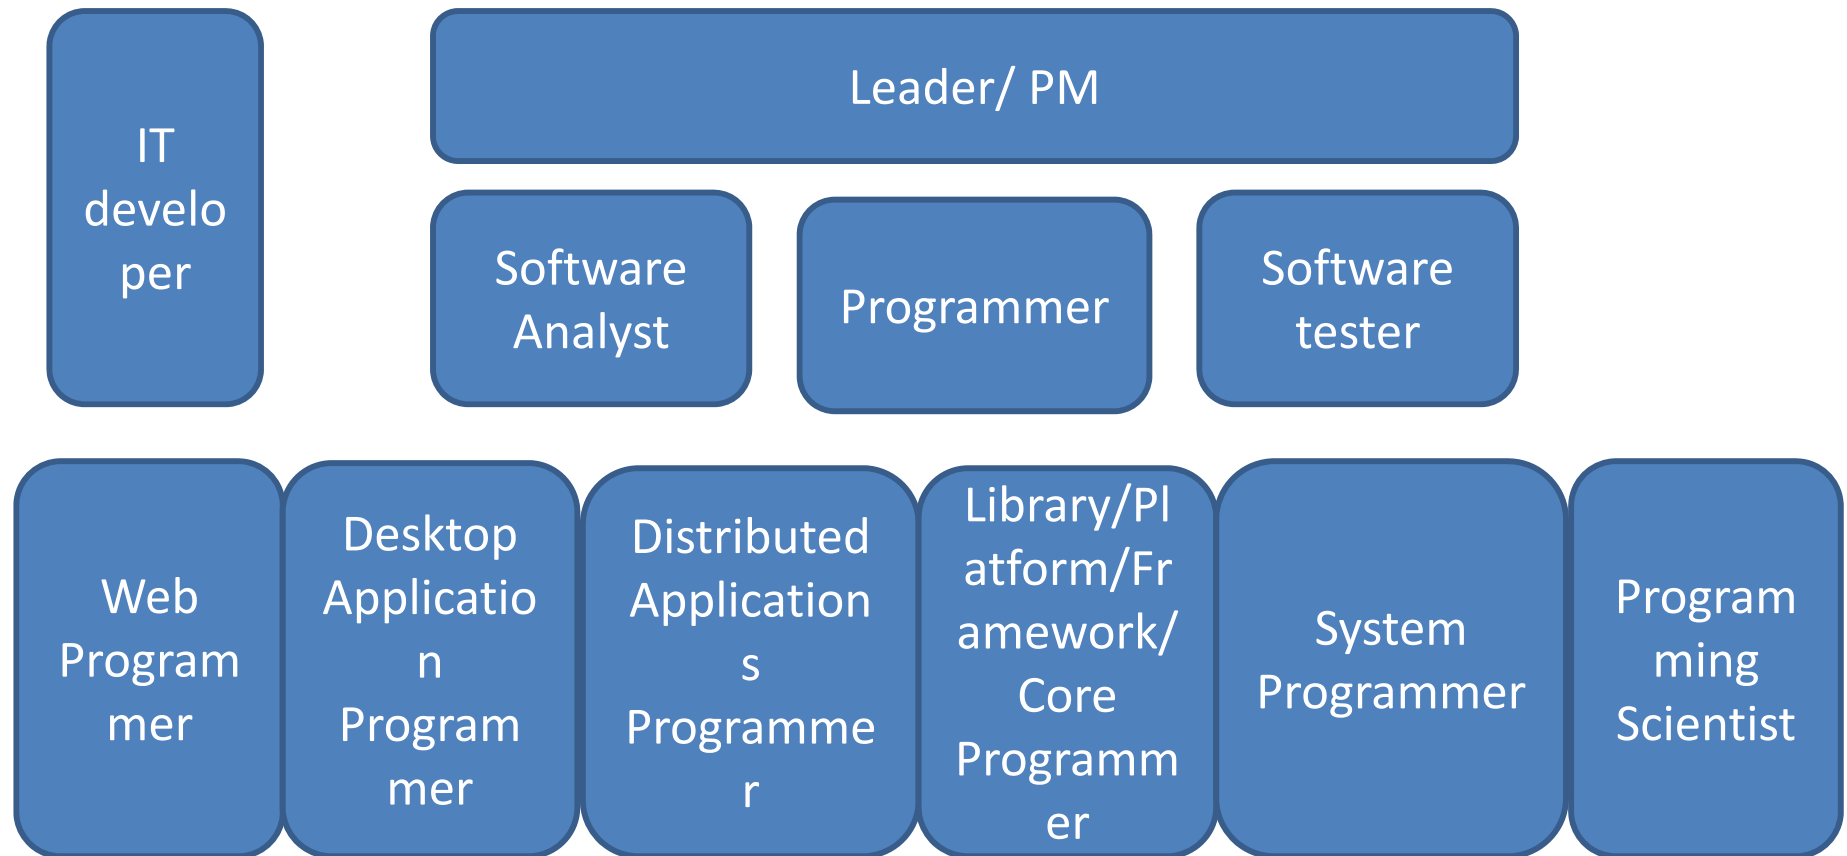 IT
develo
per
Leader/ PM
Software
Analyst
Programmer
Software
tester
Web
Program
mer
Desktop
Applicatio
n
Program
mer
Distributed
Application
s
Programme
r
Library/Pl
atform/Fr
amework/
Core
Programm
er
System
Programmer
Program
ming
Scientist